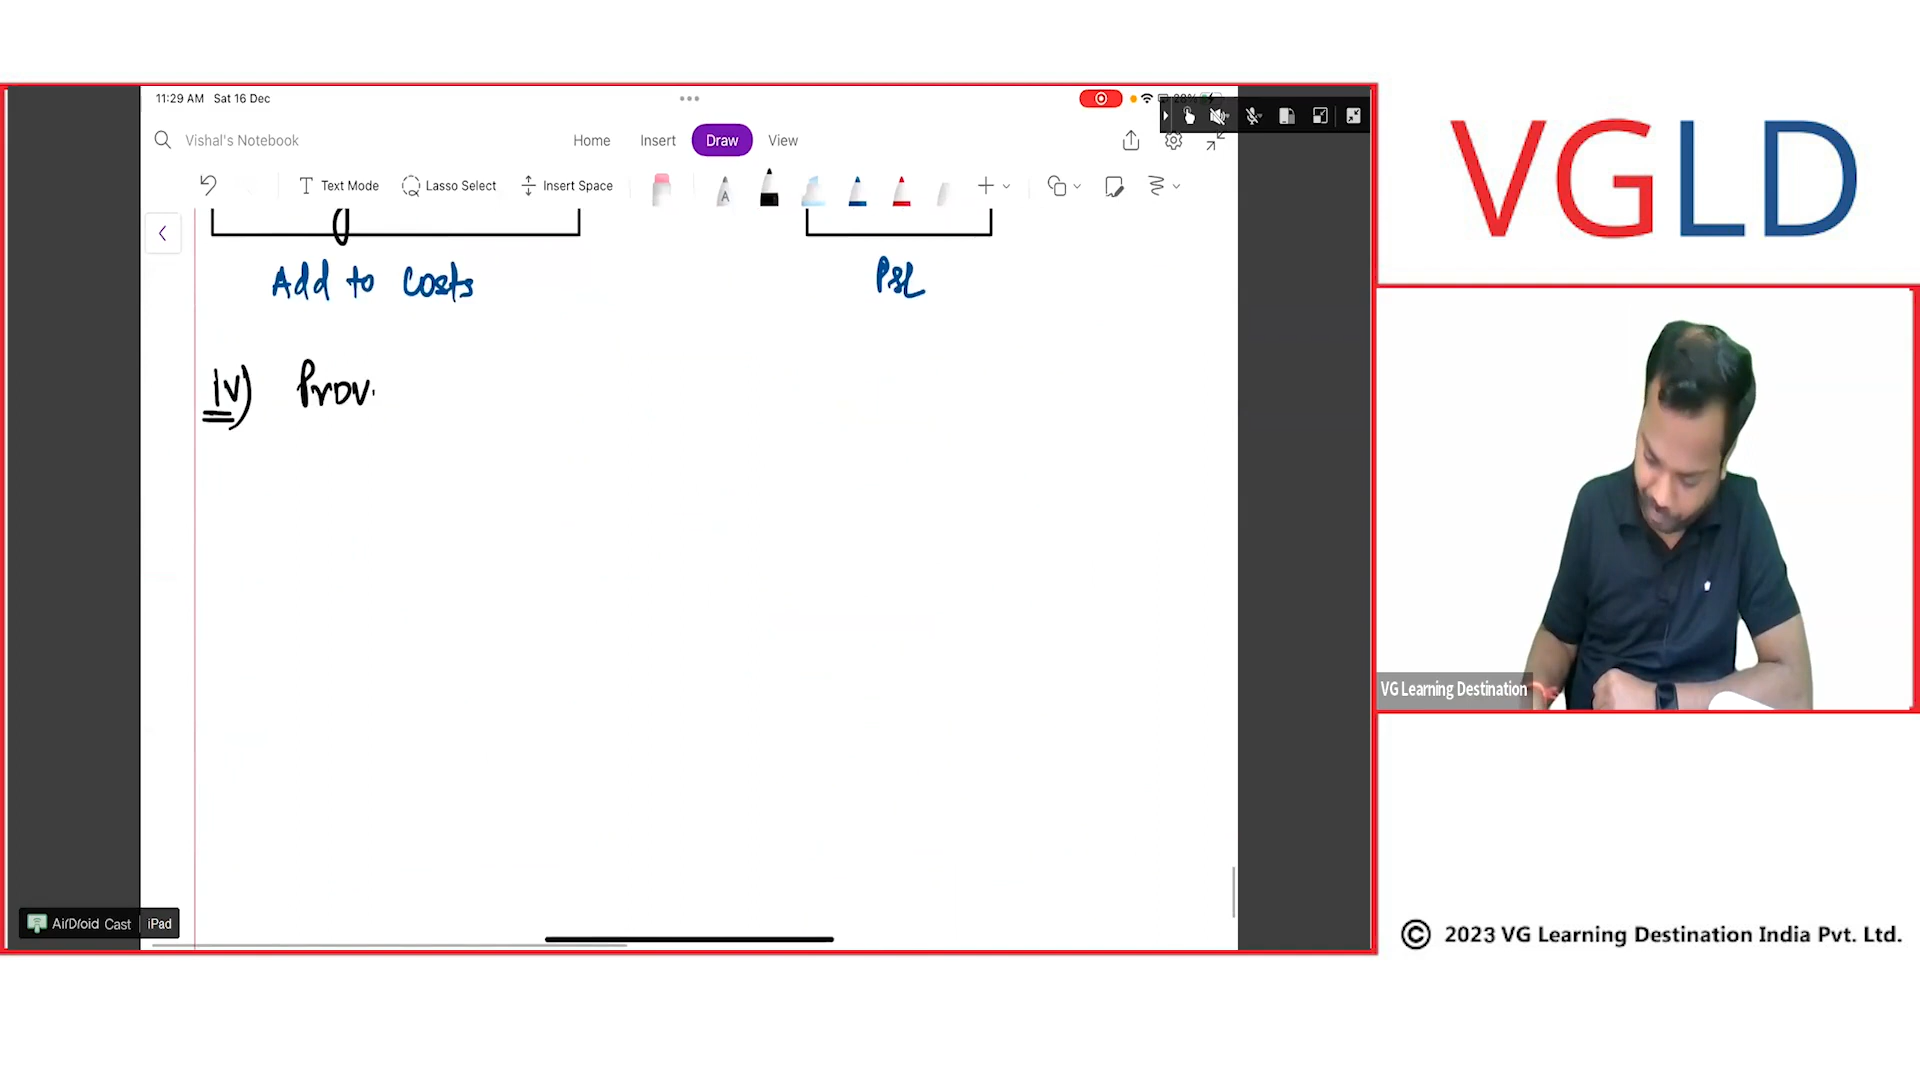 11:29 AM Sat 16 Dec
28%
Vishal's Notebook
Home Insert Draw View
Text Mode Lasso Select Insert Space
A
Add to Costs
P&L
iv) Prov.
AirDroid Cast iPad
VGLD
VG Learning Destination
© 2023 VG Learning Destination India Pvt. Ltd.